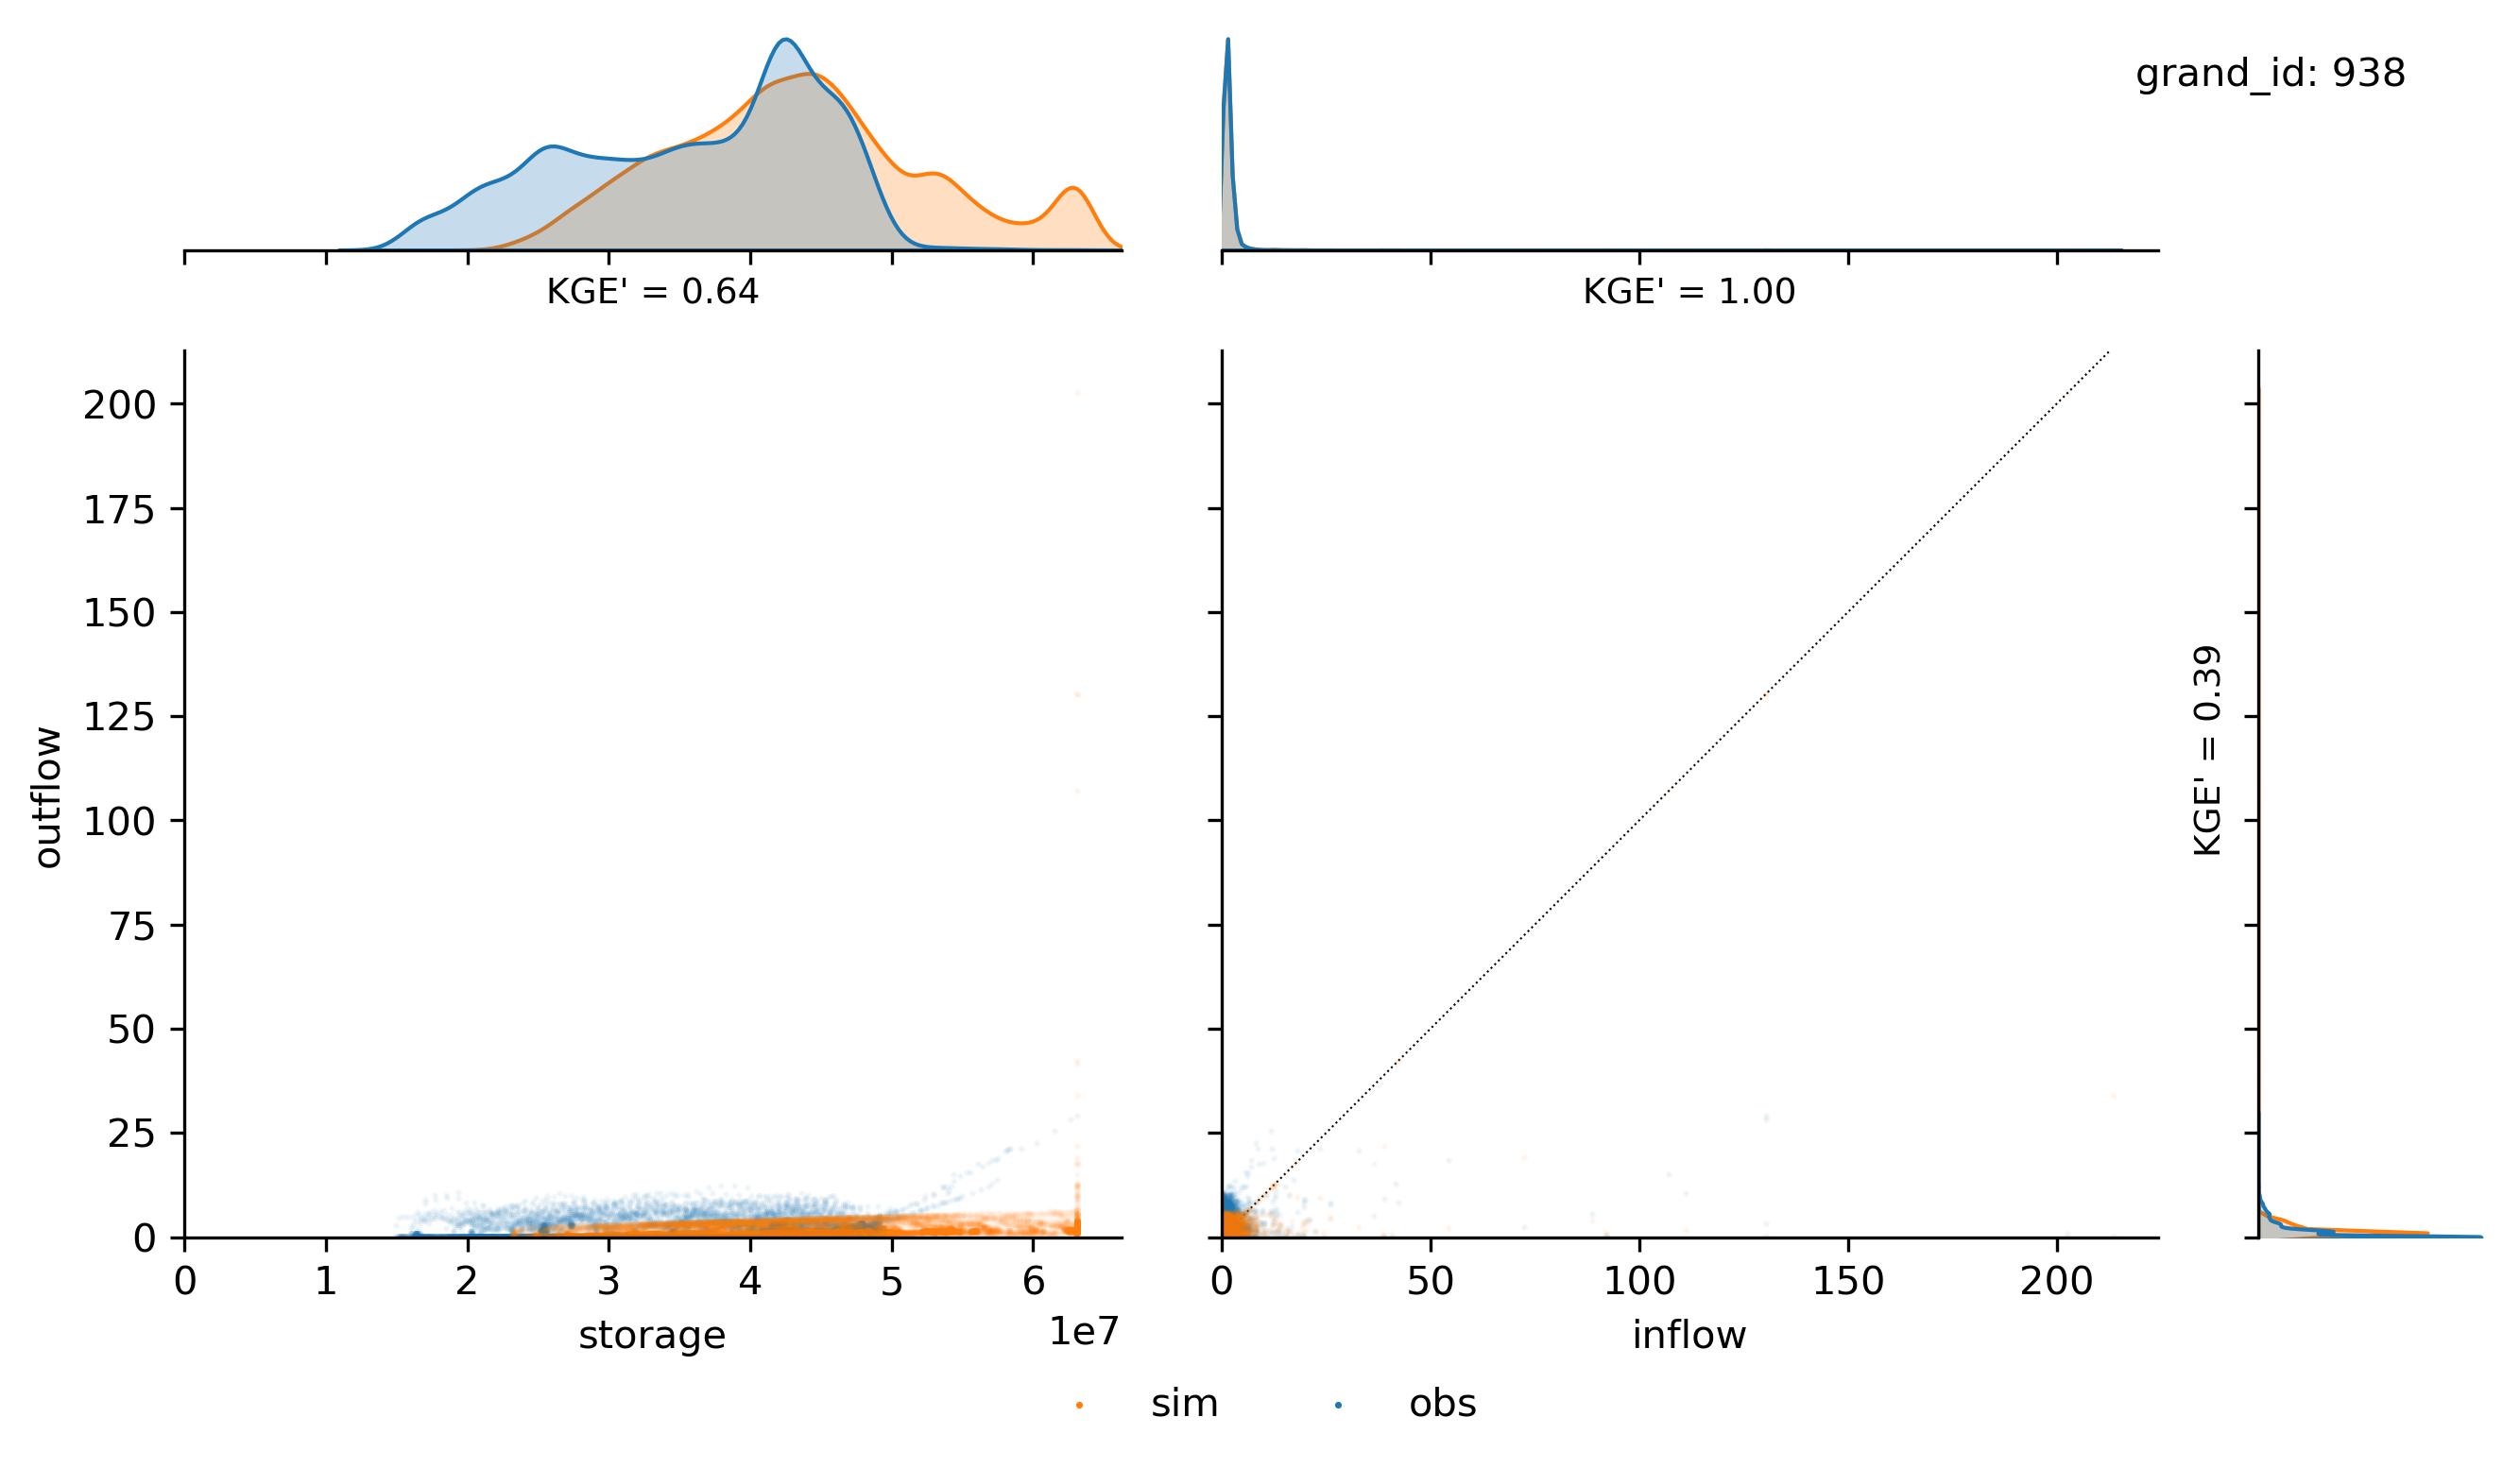 grand_id: 938
KGE' = 0.64
KGE' = 1.00
outflow
200
175
150
125
100
75
50
25
0
KGE' = 0.39
0 1 2 3 4 5 6
storage
1e7
0 50 100 150 200
inflow
sim obs